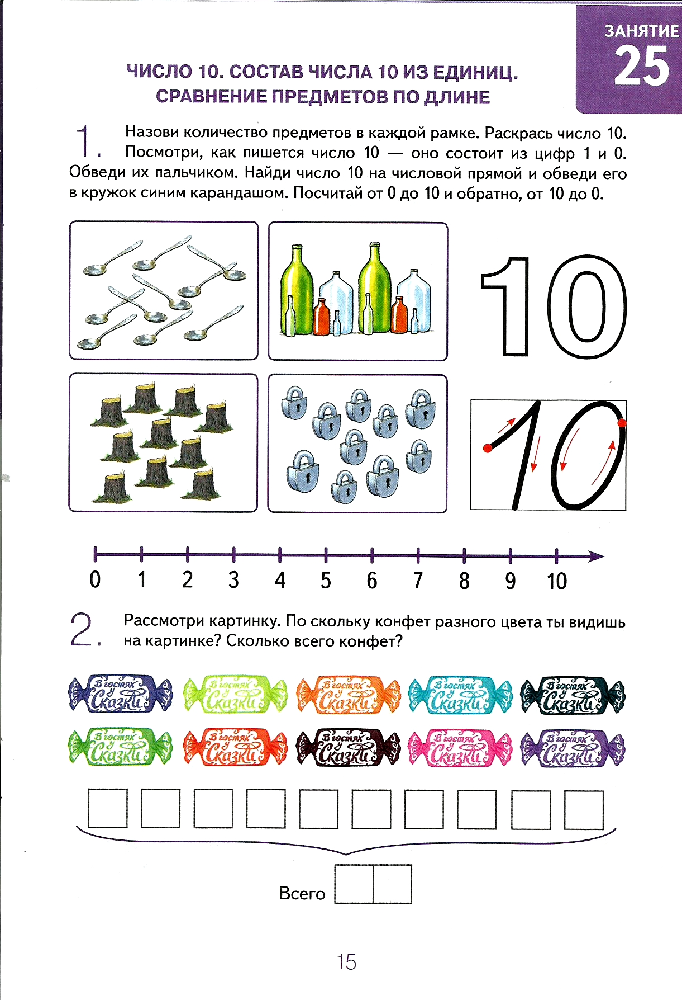 ЗАНЯТИЕ
25
ЧИСЛО 10. СОСТАВ ЧИСЛА 10 ИЗ ЕДИНИЦ.
СРАВНЕНИЕ ПРЕДМЕТОВ ПО ДЛИНЕ
1. Назови количество предметов в каждой рамке. Раскрась число 10.
Посмотри, как пишется число 10 — оно состоит из цифр 1 и 0.
Обведи их пальчиком. Найди число 10 на числовой прямой и обведи его
в кружок синим карандашом. Посчитай от 0 до 10 и обратно, от 10 до 0.
10
10
0 1 2 3 4 5 6 7 8 9 10
2. Рассмотри картинку. По скольку конфет разного цвета ты видишь
на картинке? Сколько всего конфет?
В гостях у Сказки В гостях у Сказки В гостях у Сказки В гостях у Сказки В гостях у Сказки
В гостях у Сказки В гостях у Сказки В гостях у Сказки В гостях у Сказки В гостях у Сказки
Всего
15